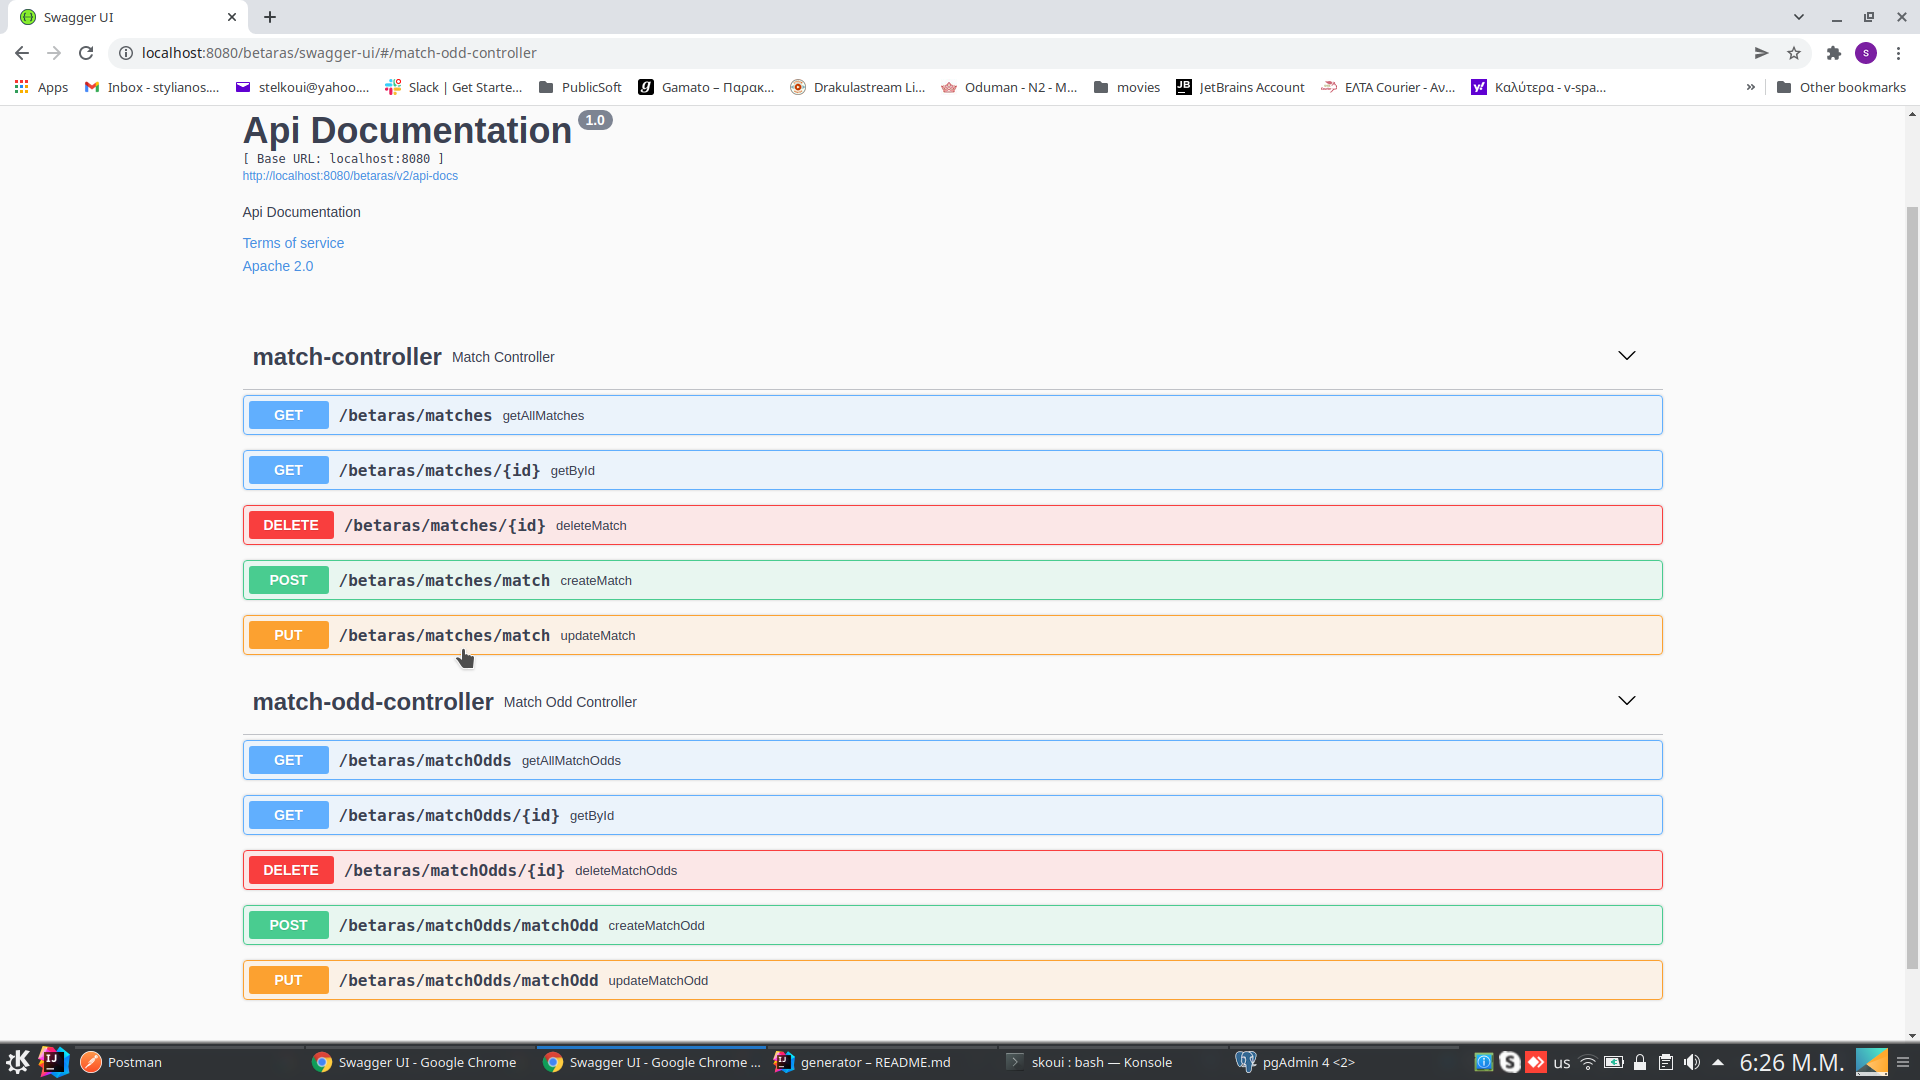 Swagger UI
localhost:8080/betaras/swagger-ui/#/match-odd-controller
s
Apps
Inbox - stylianos....
stelkoui@yahoo....
Slack | Get Starte...
PublicSoft
g Gamato – Παρακ...
Drakulastream Li...
Oduman - N2 - M...
movies
JB JetBrains Account
ΕΛΤΑ Courier - Αν...
y! Καλύτερα - v-spa...
»
Other bookmarks
Api Documentation 1.0
[ Base URL: localhost:8080 ]
http://localhost:8080/betaras/v2/api-docs
Api Documentation
Terms of service
Apache 2.0
match-controller Match Controller
GET /betaras/matches getAllMatches
GET /betaras/matches/{id} getById
DELETE /betaras/matches/{id} deleteMatch
POST /betaras/matches/match createMatch
PUT /betaras/matches/match updateMatch
match-odd-controller Match Odd Controller
GET /betaras/matchOdds getAllMatchOdds
GET /betaras/matchOdds/{id} getById
DELETE /betaras/matchOdds/{id} deleteMatchOdds
POST /betaras/matchOdds/matchOdd createMatchOdd
PUT /betaras/matchOdds/matchOdd updateMatchOdd
IJ
Postman
Swagger UI - Google Chrome
Swagger UI - Google Chrome ...
IJ generator – README.md
skoui : bash — Konsole
pgAdmin 4 <2>
us
6:26 Μ.Μ.